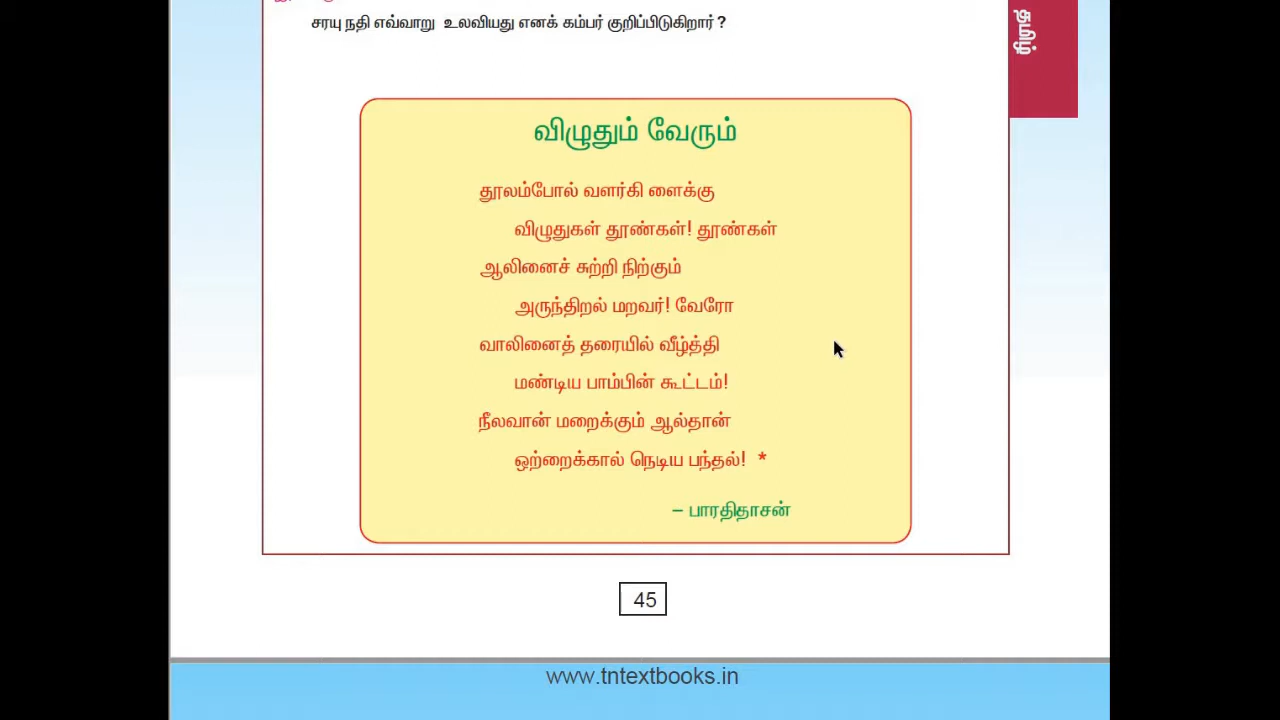 சரயு நதி எவ்வாறு உலவியது எனக் கம்பர் குறிப்பிடுகிறார் ?
தமிழ்
விழுதும் வேரும்
தூலம்போல் வளர்கி ளைக்கு
விழுதுகள் தூண்கள்! தூண்கள்
ஆலினைச் சுற்றி நிற்கும்
அருந்திறல் மறவர்! வேரோ
வாலினைத் தரையில் வீழ்த்தி
மண்டிய பாம்பின் கூட்டம்!
நீலவான் மறைக்கும் ஆல்தான்
ஒற்றைக்கால் நெடிய பந்தல்! *
– பாரதிதாசன்
45
www.tntextbooks.in